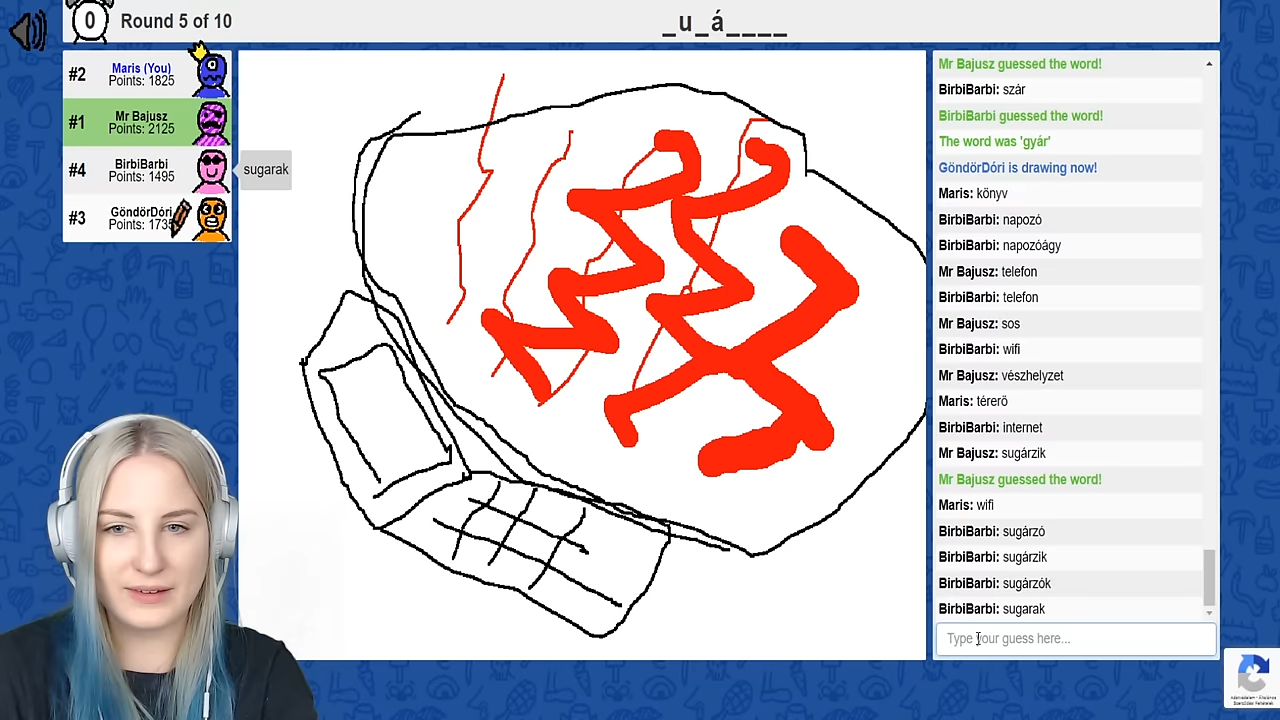 0
Round 5 of 10
_u_á____
#2
Maris (You)
Points: 1825
#1
Mr Bajusz
Points: 2125
#4
BirbiBarbi
Points: 1495
sugarak
#3
GöndörDóri
Points: 1735
Mr Bajusz guessed the word!
BirbiBarbi: szár
BirbiBarbi guessed the word!
The word was 'gyár'
GöndörDóri is drawing now!
Maris: könyv
BirbiBarbi: napozó
BirbiBarbi: napozóágy
Mr Bajusz: telefon
BirbiBarbi: telefon
Mr Bajusz: sos
BirbiBarbi: wifi
Mr Bajusz: vészhelyzet
Maris: térerö
BirbiBarbi: internet
Mr Bajusz: sugárzik
Mr Bajusz guessed the word!
Maris: wifi
BirbiBarbi: sugárzó
BirbiBarbi: sugárzik
BirbiBarbi: sugárzók
BirbiBarbi: sugarak
Type your guess here...